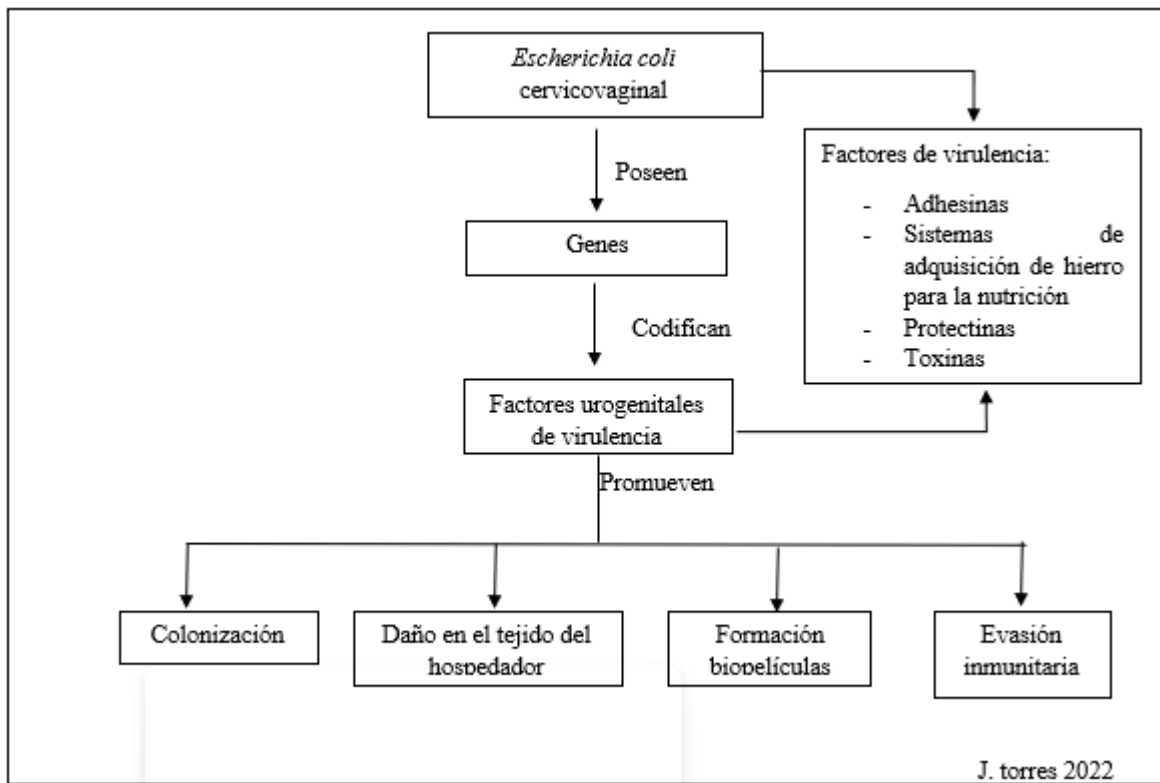 Escherichia coli
cervicovaginal
Factores de virulencia:
- Adhesinas
- Sistemas de
adquisición de hierro
para la nutrición
- Protectinas
- Toxinas
Poseen
Genes
Codifican
Factores urogenitales
de virulencia
Promueven
Colonización
Daño en el tejido del
hospedador
Formación
biopelículas
Evasión
inmunitaria
J. torres 2022